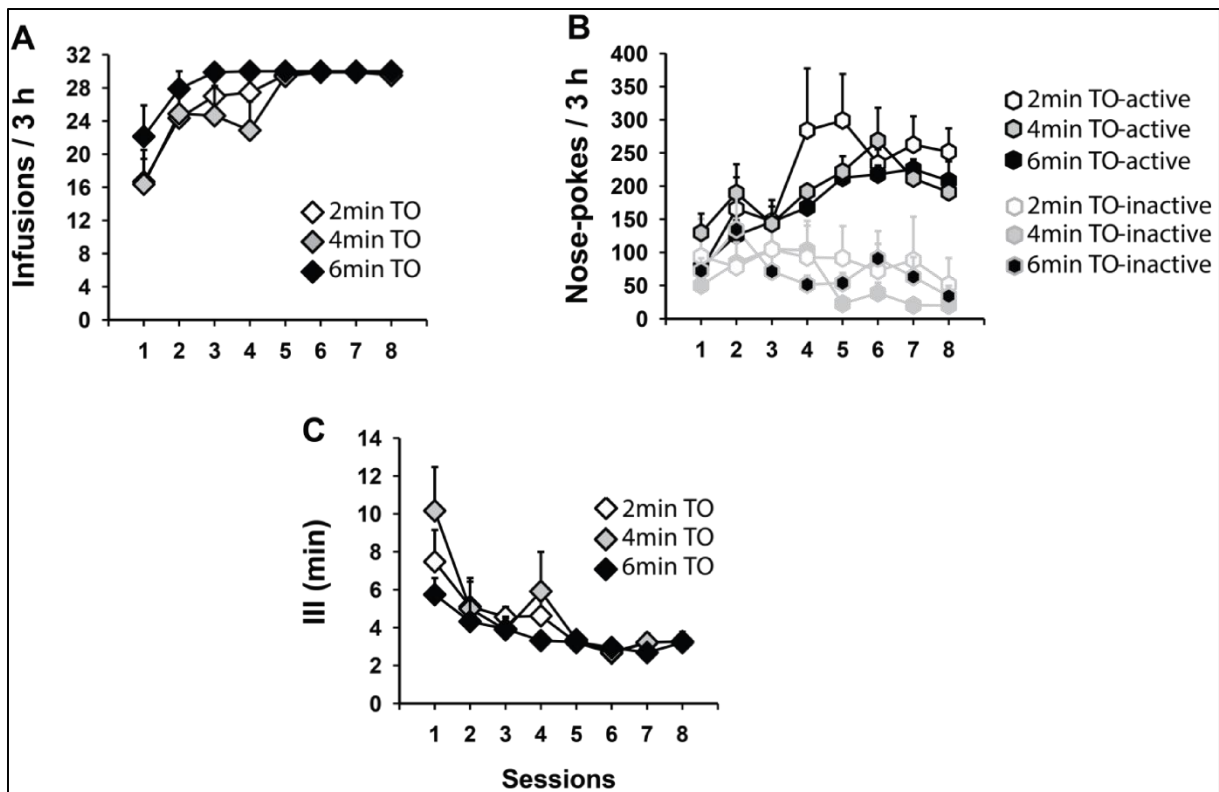 A
Infusions / 3 h
32
28
24
20
16
12
8
4
0
1 2 3 4 5 6 7 8
2min TO
4min TO
6min TO
B
Nose-pokes / 3 h
400
350
300
250
200
150
100
50
0
1 2 3 4 5 6 7 8
2min TO-active
4min TO-active
6min TO-active
2min TO-inactive
4min TO-inactive
6min TO-inactive
C
III (min)
14
12
10
8
6
4
2
0
1 2 3 4 5 6 7 8
2min TO
4min TO
6min TO
Sessions